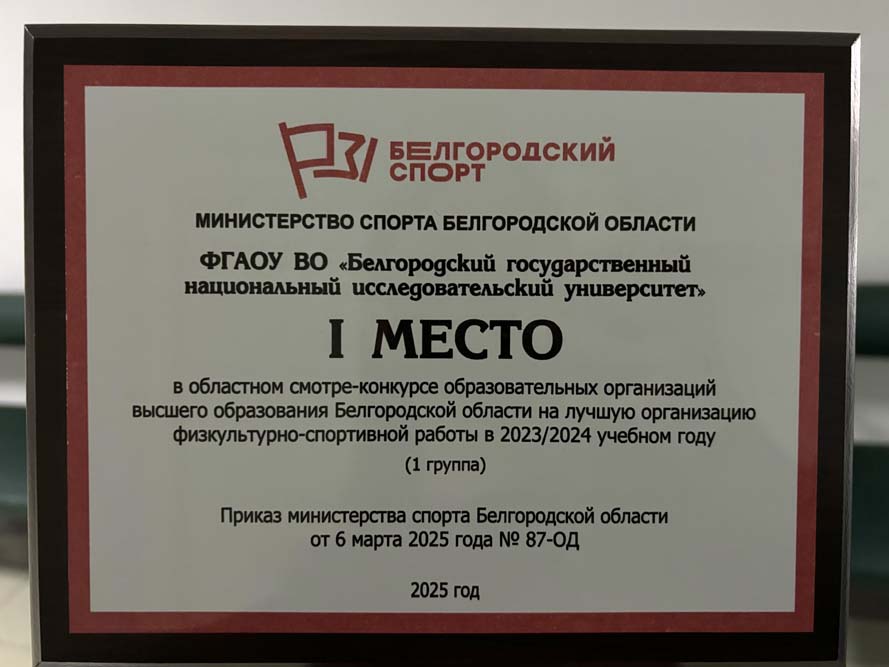 БЕЛГОРОДСКИЙ
СПОРТ
МИНИСТЕРСТВО СПОРТА БЕЛГОРОДСКОЙ ОБЛАСТИ
ФГАОУ ВО «Белгородский государственный
национальный исследовательский университет»
I МЕСТО
в областном смотре-конкурсе образовательных организаций
высшего образования Белгородской области на лучшую организацию
физкультурно-спортивной работы в 2023/2024 учебном году
(1 группа)
Приказ министерства спорта Белгородской области
от 6 марта 2025 года № 87-ОД
2025 год